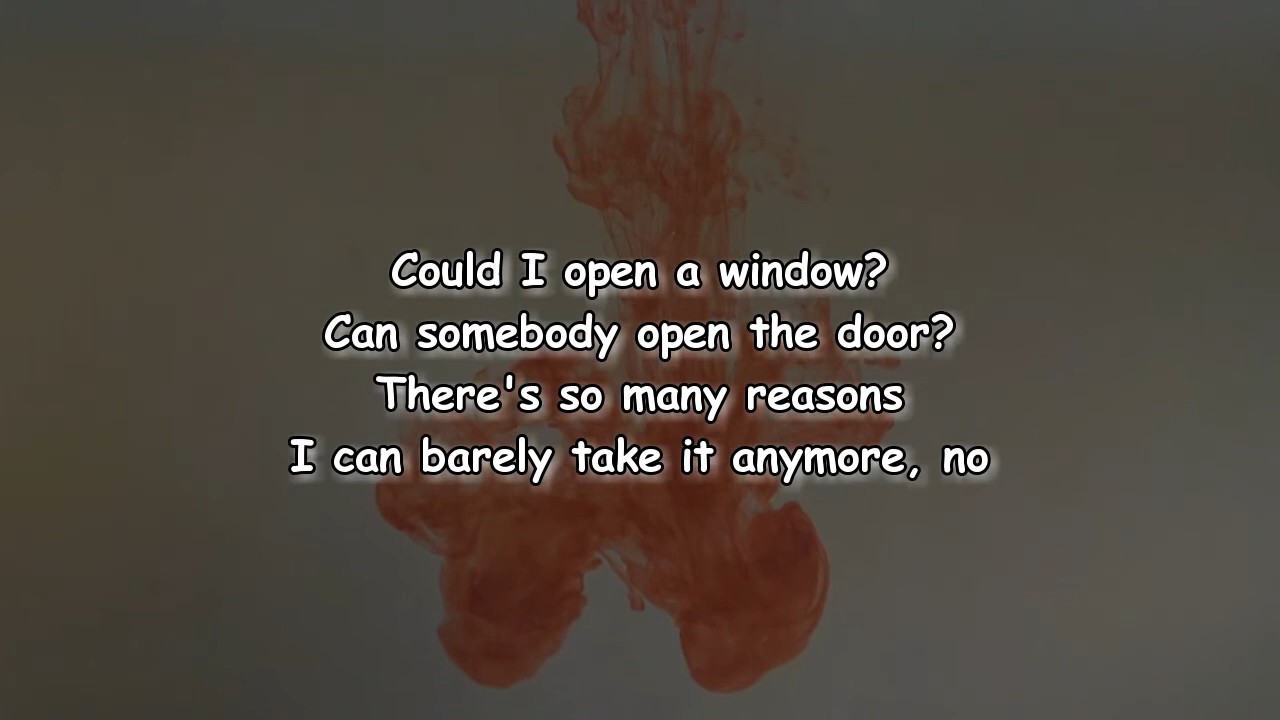 Could I open a window?
Can somebody open the door?
There's so many reasons
I can barely take it anymore, no